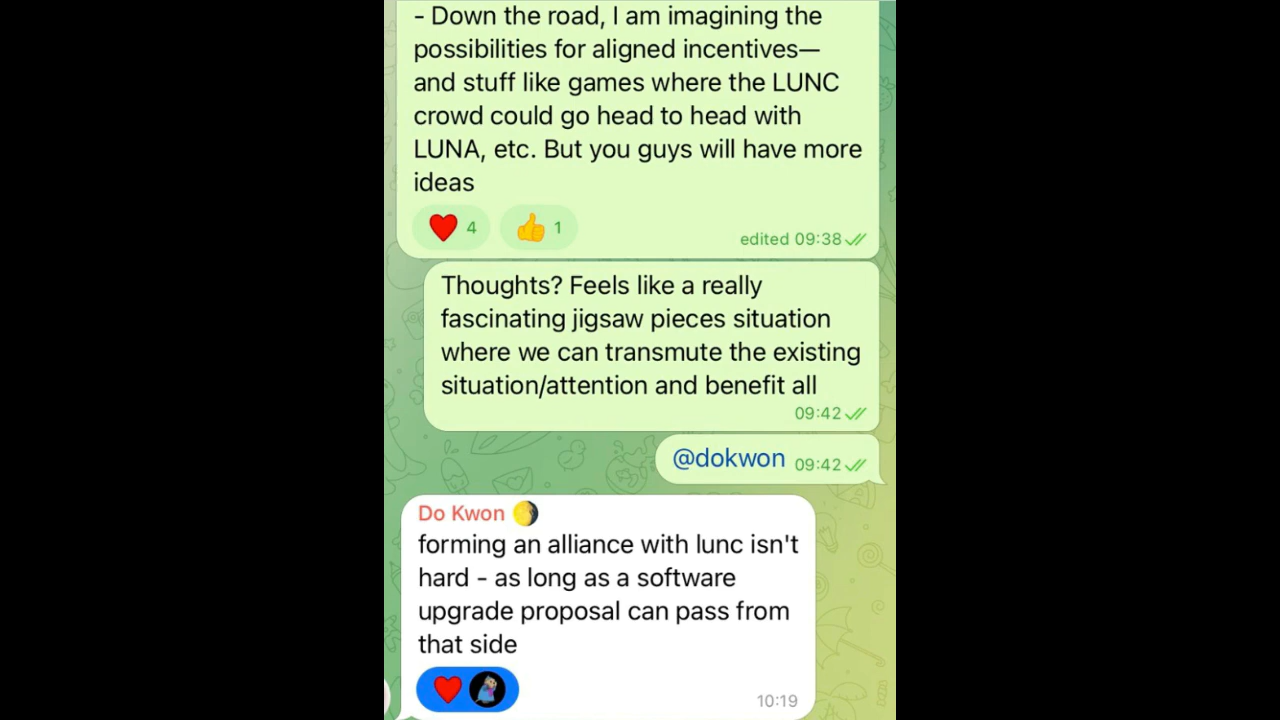 - Down the road, I am imagining the
possibilities for aligned incentives—
and stuff like games where the LUNC
crowd could go head to head with
LUNA, etc. But you guys will have more
ideas
4 1 edited 09:38
Thoughts? Feels like a really
fascinating jigsaw pieces situation
where we can transmute the existing
situation/attention and benefit all
09:42
@dokwon 09:42
Do Kwon
forming an alliance with lunc isn't
hard - as long as a software
upgrade proposal can pass from
that side
10:19